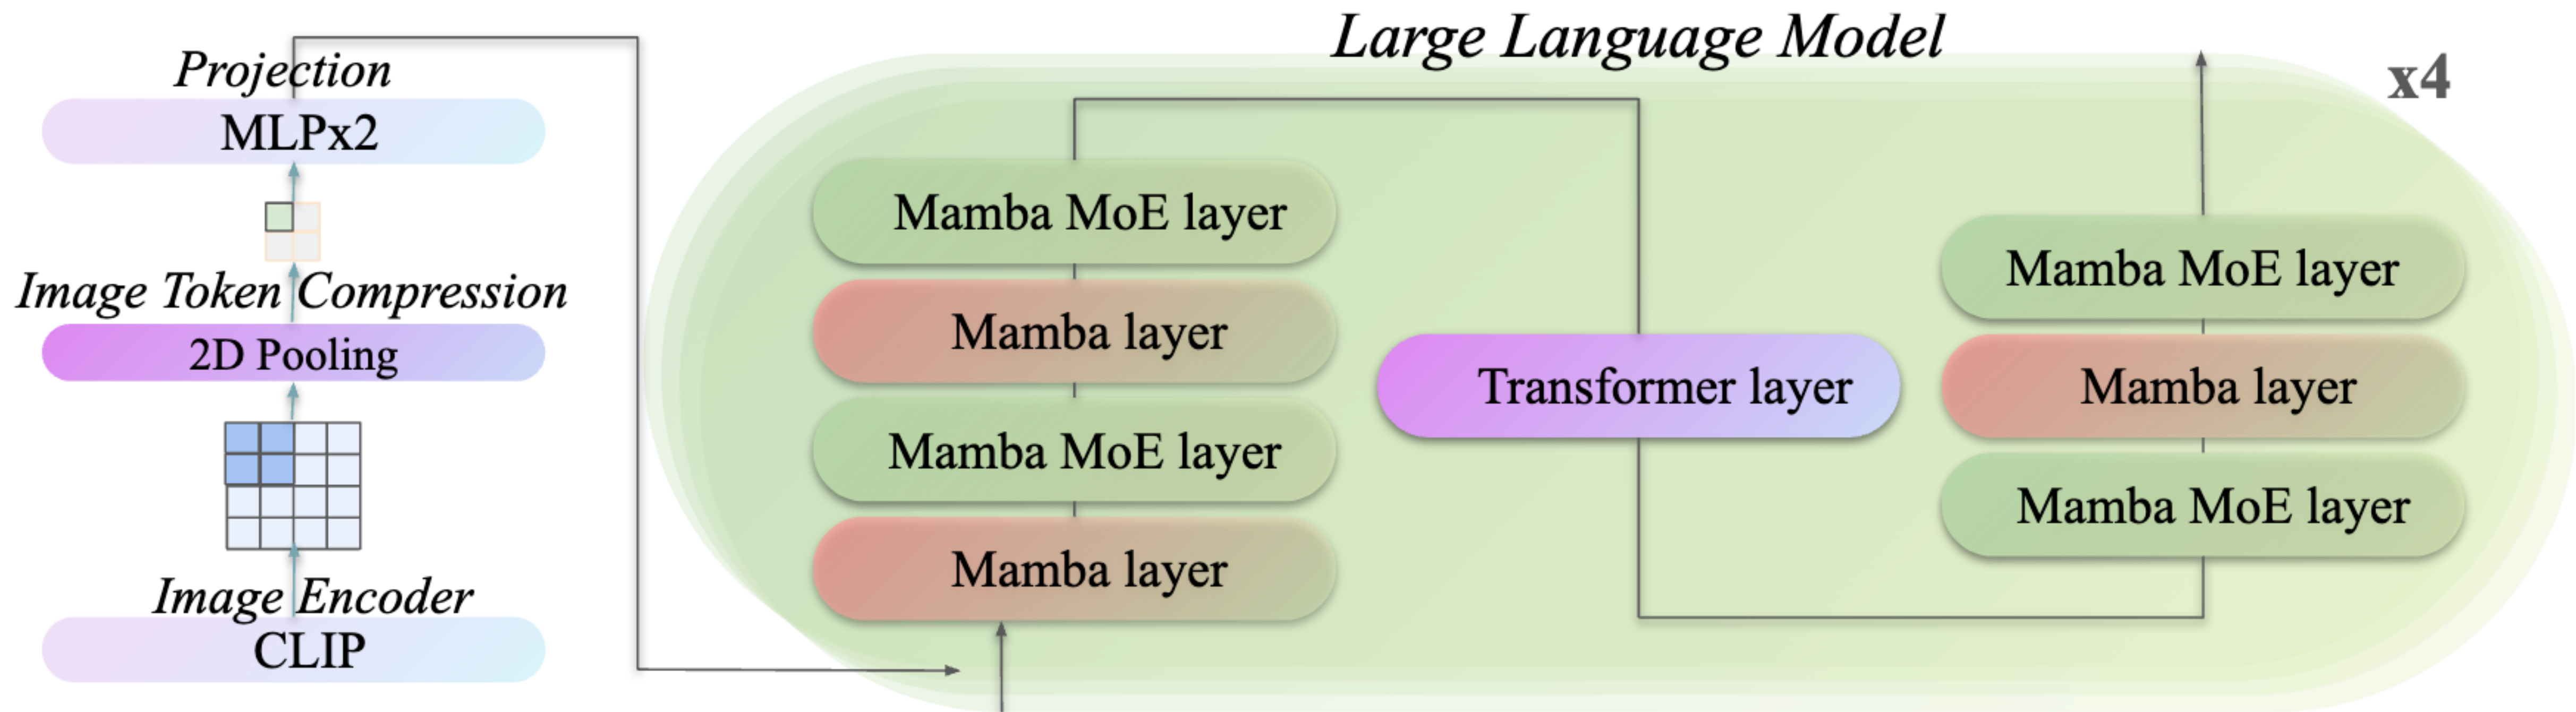 Projection
MLPx2
Image Token Compression
2D Pooling
Image Encoder
CLIP
Large Language Model
x4
Mamba MoE layer
Mamba layer
Mamba MoE layer
Mamba layer
Transformer layer
Mamba MoE layer
Mamba layer
Mamba MoE layer